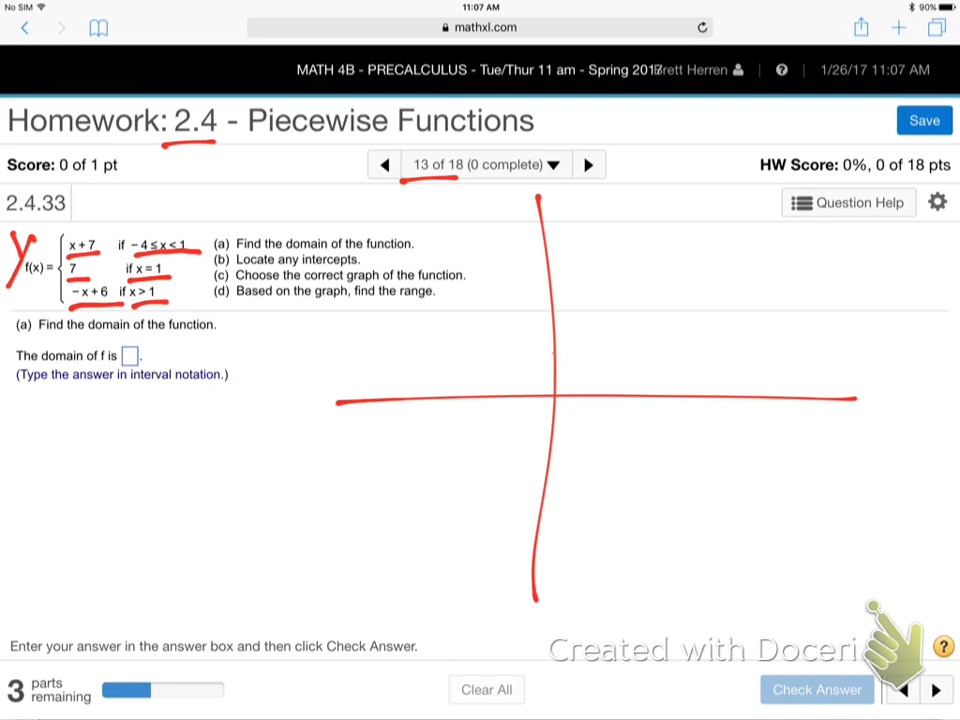 No SIM 11:07 AM 90%
mathxl.com
MATH 4B - PRECALCULUS - Tue/Thur 11 am - Spring 2017 rett Herren ? 1/26/17 11:07 AM
Homework: 2.4 - Piecewise Functions Save
Score: 0 of 1 pt 13 of 18 (0 complete) HW Score: 0%, 0 of 18 pts
2.4.33 Question Help
y
x + 7 if − 4 ≤ x < 1 (a) Find the domain of the function.
f(x) = 7 if x = 1 (b) Locate any intercepts.
− x + 6 if x > 1 (c) Choose the correct graph of the function.
(d) Based on the graph, find the range.
(a) Find the domain of the function.
The domain of f is .
(Type the answer in interval notation.)
Enter your answer in the answer box and then click Check Answer.
Created with Doceri
?
3 parts remaining Clear All Check Answer